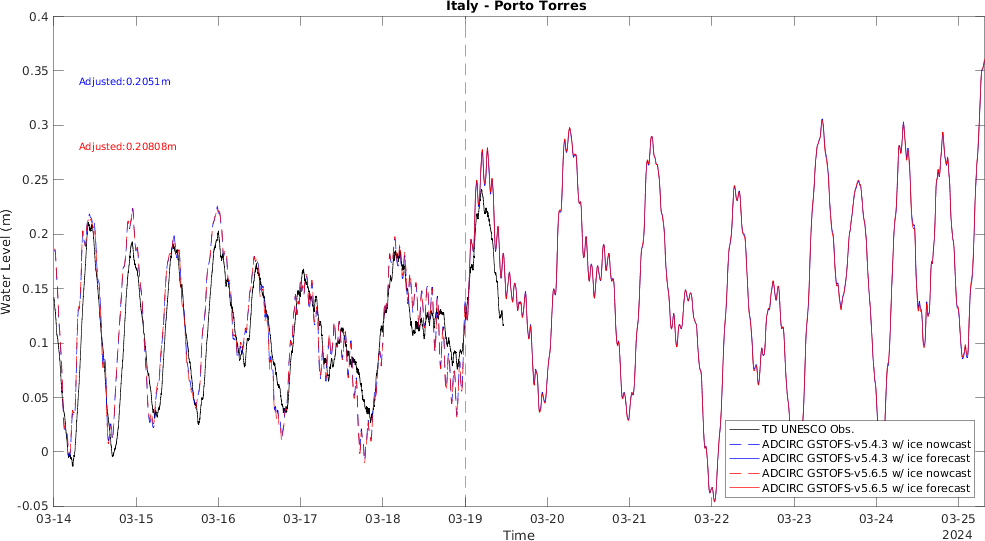 Italy - Porto Torres
0.4
0.35
0.3
0.25
0.2
0.15
0.1
0.05
0
-0.05
Water Level (m)
Adjusted:0.2051m
Adjusted:0.20808m
TD UNESCO Obs.
ADCIRC GSTOFS-v5.4.3 w/ ice nowcast
ADCIRC GSTOFS-v5.4.3 w/ ice forecast
ADCIRC GSTOFS-v5.6.5 w/ ice nowcast
ADCIRC GSTOFS-v5.6.5 w/ ice forecast
03-14 03-15 03-16 03-17 03-18 03-19 03-20 03-21 03-22 03-23 03-24 03-25
Time
2024